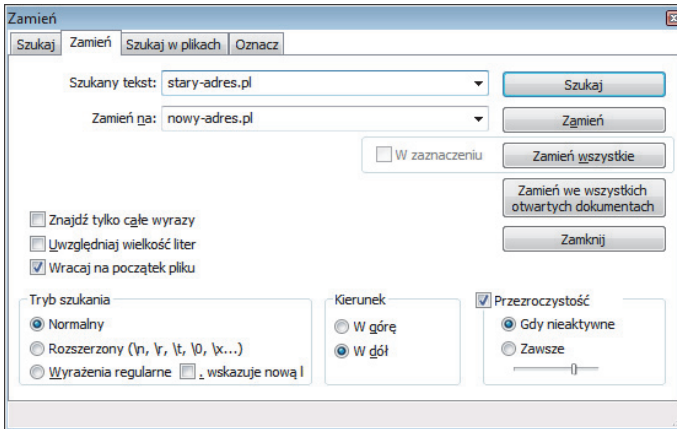 Zamień
Szukaj Zamień Szukaj w plikach Oznacz
Szukany tekst: stary-adres.pl Szukaj
Zamień na: nowy-adres.pl Zamień
W zaznaczeniu Zamień wszystkie
Zamień we wszystkich
otwartych dokumentach
Znajdź tylko całe wyrazy
Uwzględniaj wielkość liter Zamknij
Wracaj na początek pliku
Tryb szukania Kierunek Przezroczystość
Normalny W górę Gdy nieaktywne
Rozszerzony (\n, \r, \t, \0, \x...) W dół Zawsze
Wyrażenia regularne . wskazuje nową l